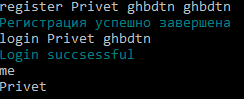 register Privet ghbdtn ghbdtn
Регистрация успешно завершена
login Privet ghbdtn
Login succsessful
me
Privet